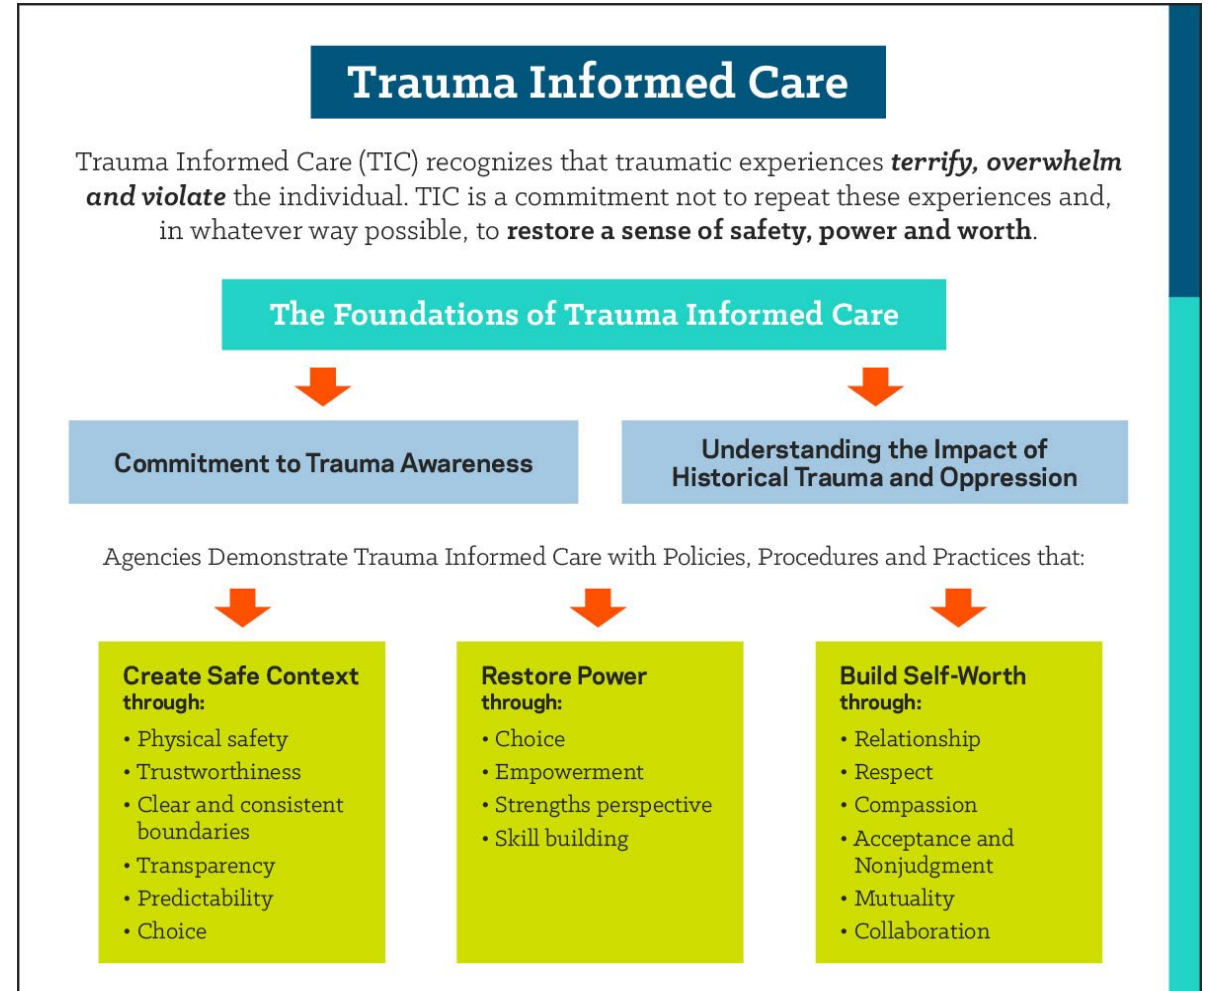 Trauma Informed Care
Trauma Informed Care (TIC) recognizes that traumatic experiences terrify, overwhelm
and violate the individual. TIC is a commitment not to repeat these experiences and,
in whatever way possible, to restore a sense of safety, power and worth.
The Foundations of Trauma Informed Care
Commitment to Trauma Awareness
Understanding the Impact of
Historical Trauma and Oppression
Agencies Demonstrate Trauma Informed Care with Policies, Procedures and Practices that:
Create Safe Context
through:
• Physical safety
• Trustworthiness
• Clear and consistent
boundaries
• Transparency
• Predictability
• Choice
Restore Power
through:
• Choice
• Empowerment
• Strengths perspective
• Skill building
Build Self-Worth
through:
• Relationship
• Respect
• Compassion
• Acceptance and
Nonjudgment
• Mutuality
• Collaboration